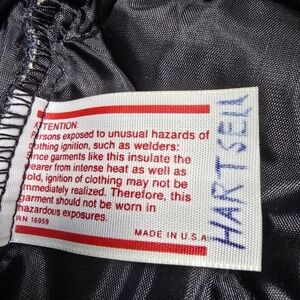 ATTENTION
Persons exposed to unusual hazards of
clothing ignition, such as welders:
Since garments like this insulate the
wearer from intense heat as well as
cold, ignition of clothing may not be
immediately realized. Therefore, this
garment should not be worn in
hazardous exposures.
RN 16959
MADE IN U.S.A.
HARTSELL